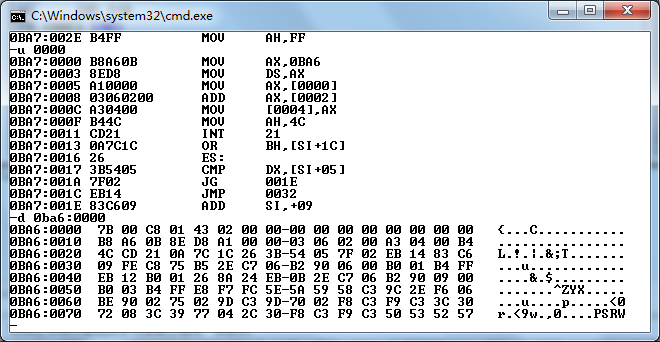 C:\Windows\system32\cmd.exe
0BA7:002E B4FF          MOV     AH,FF
-u 0000
0BA7:0000 B8A60B        MOV     AX,0BA6
0BA7:0003 8ED8          MOV     DS,AX
0BA7:0005 A10000        MOV     AX,[0000]
0BA7:0008 03060200      ADD     AX,[0002]
0BA7:000C A30400        MOV     [0004],AX
0BA7:000F B44C          MOV     AH,4C
0BA7:0011 CD21          INT     21
0BA7:0013 0A7C1C        OR      BH,[SI+1C]
0BA7:0016 26            ES:
0BA7:0017 3B5405        CMP     DX,[SI+05]
0BA7:001A 7F02          JG      001E
0BA7:001C EB14          JMP     0032
0BA7:001E 83C609        ADD     SI,+09
-d 0ba6:0000
0BA6:0000  7B 00 C8 01 43 02 00 00-00 00 00 00 00 00 00 00   {...C...........
0BA6:0010  B8 A6 0B 8E D8 A1 00 00-03 06 02 00 A3 04 00 B4   ................
0BA6:0020  4C CD 21 0A 7C 1C 26 3B-54 05 7F 02 EB 14 83 C6   L.!.|.&;T.......
0BA6:0030  09 FE C8 75 B5 2E C7 06-B2 90 06 00 B0 01 B4 FF   ...u............
0BA6:0040  EB 12 B0 01 26 8A 24 EB-0B 2E C7 06 B2 90 09 00   ....&.$.........
0BA6:0050  B0 03 B4 FF E8 F7 FC 5E-5A 59 58 C3 9C 2E F6 06   .......^ZYX.....
0BA6:0060  BE 90 02 75 02 9D C3 9D-70 02 F8 C3 F9 C3 3C 30   ...u....p.....<0
0BA6:0070  72 08 3C 39 77 04 2C 30-F8 C3 F9 C3 50 53 52 57   r.<9w.,0....PSRW
-